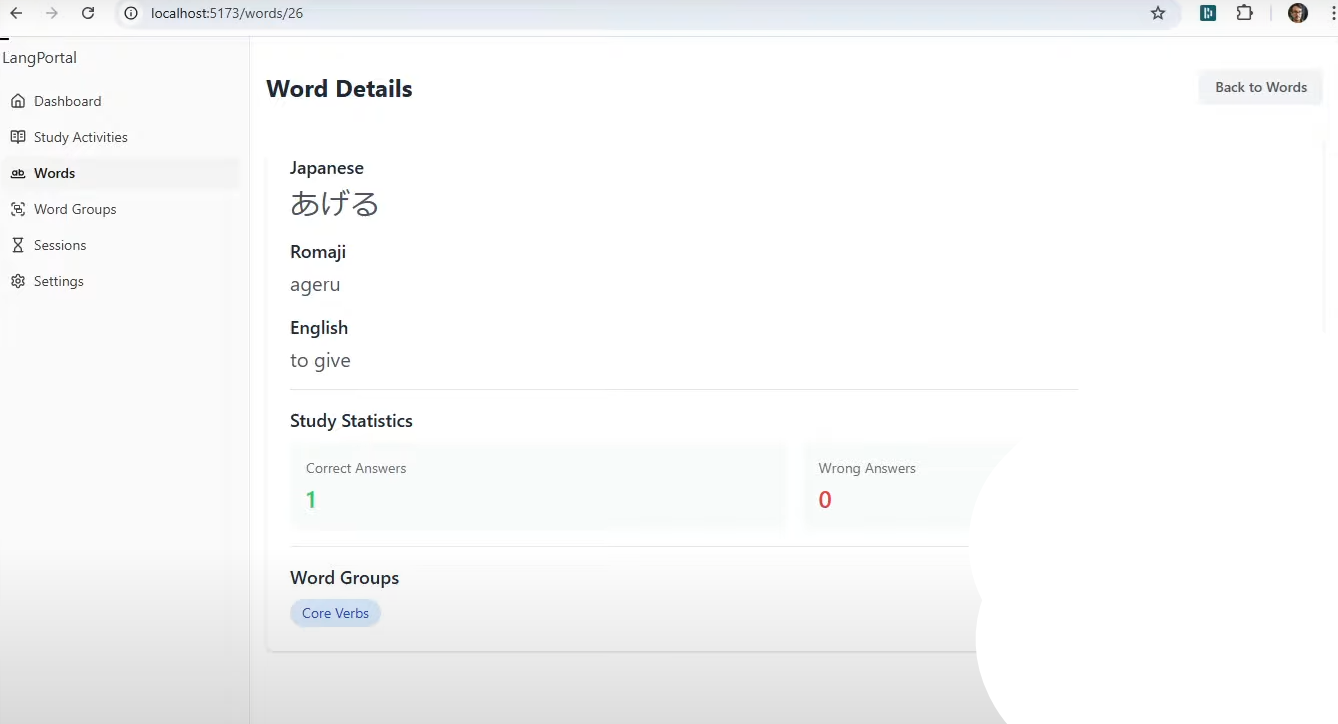 localhost:5173/words/26
LangPortal
Dashboard
Study Activities
Words
Word Groups
Sessions
Settings
Word Details
Back to Words
Japanese
あげる
Romaji
ageru
English
to give
Study Statistics
Correct Answers
1
Wrong Answers
0
Word Groups
Core Verbs